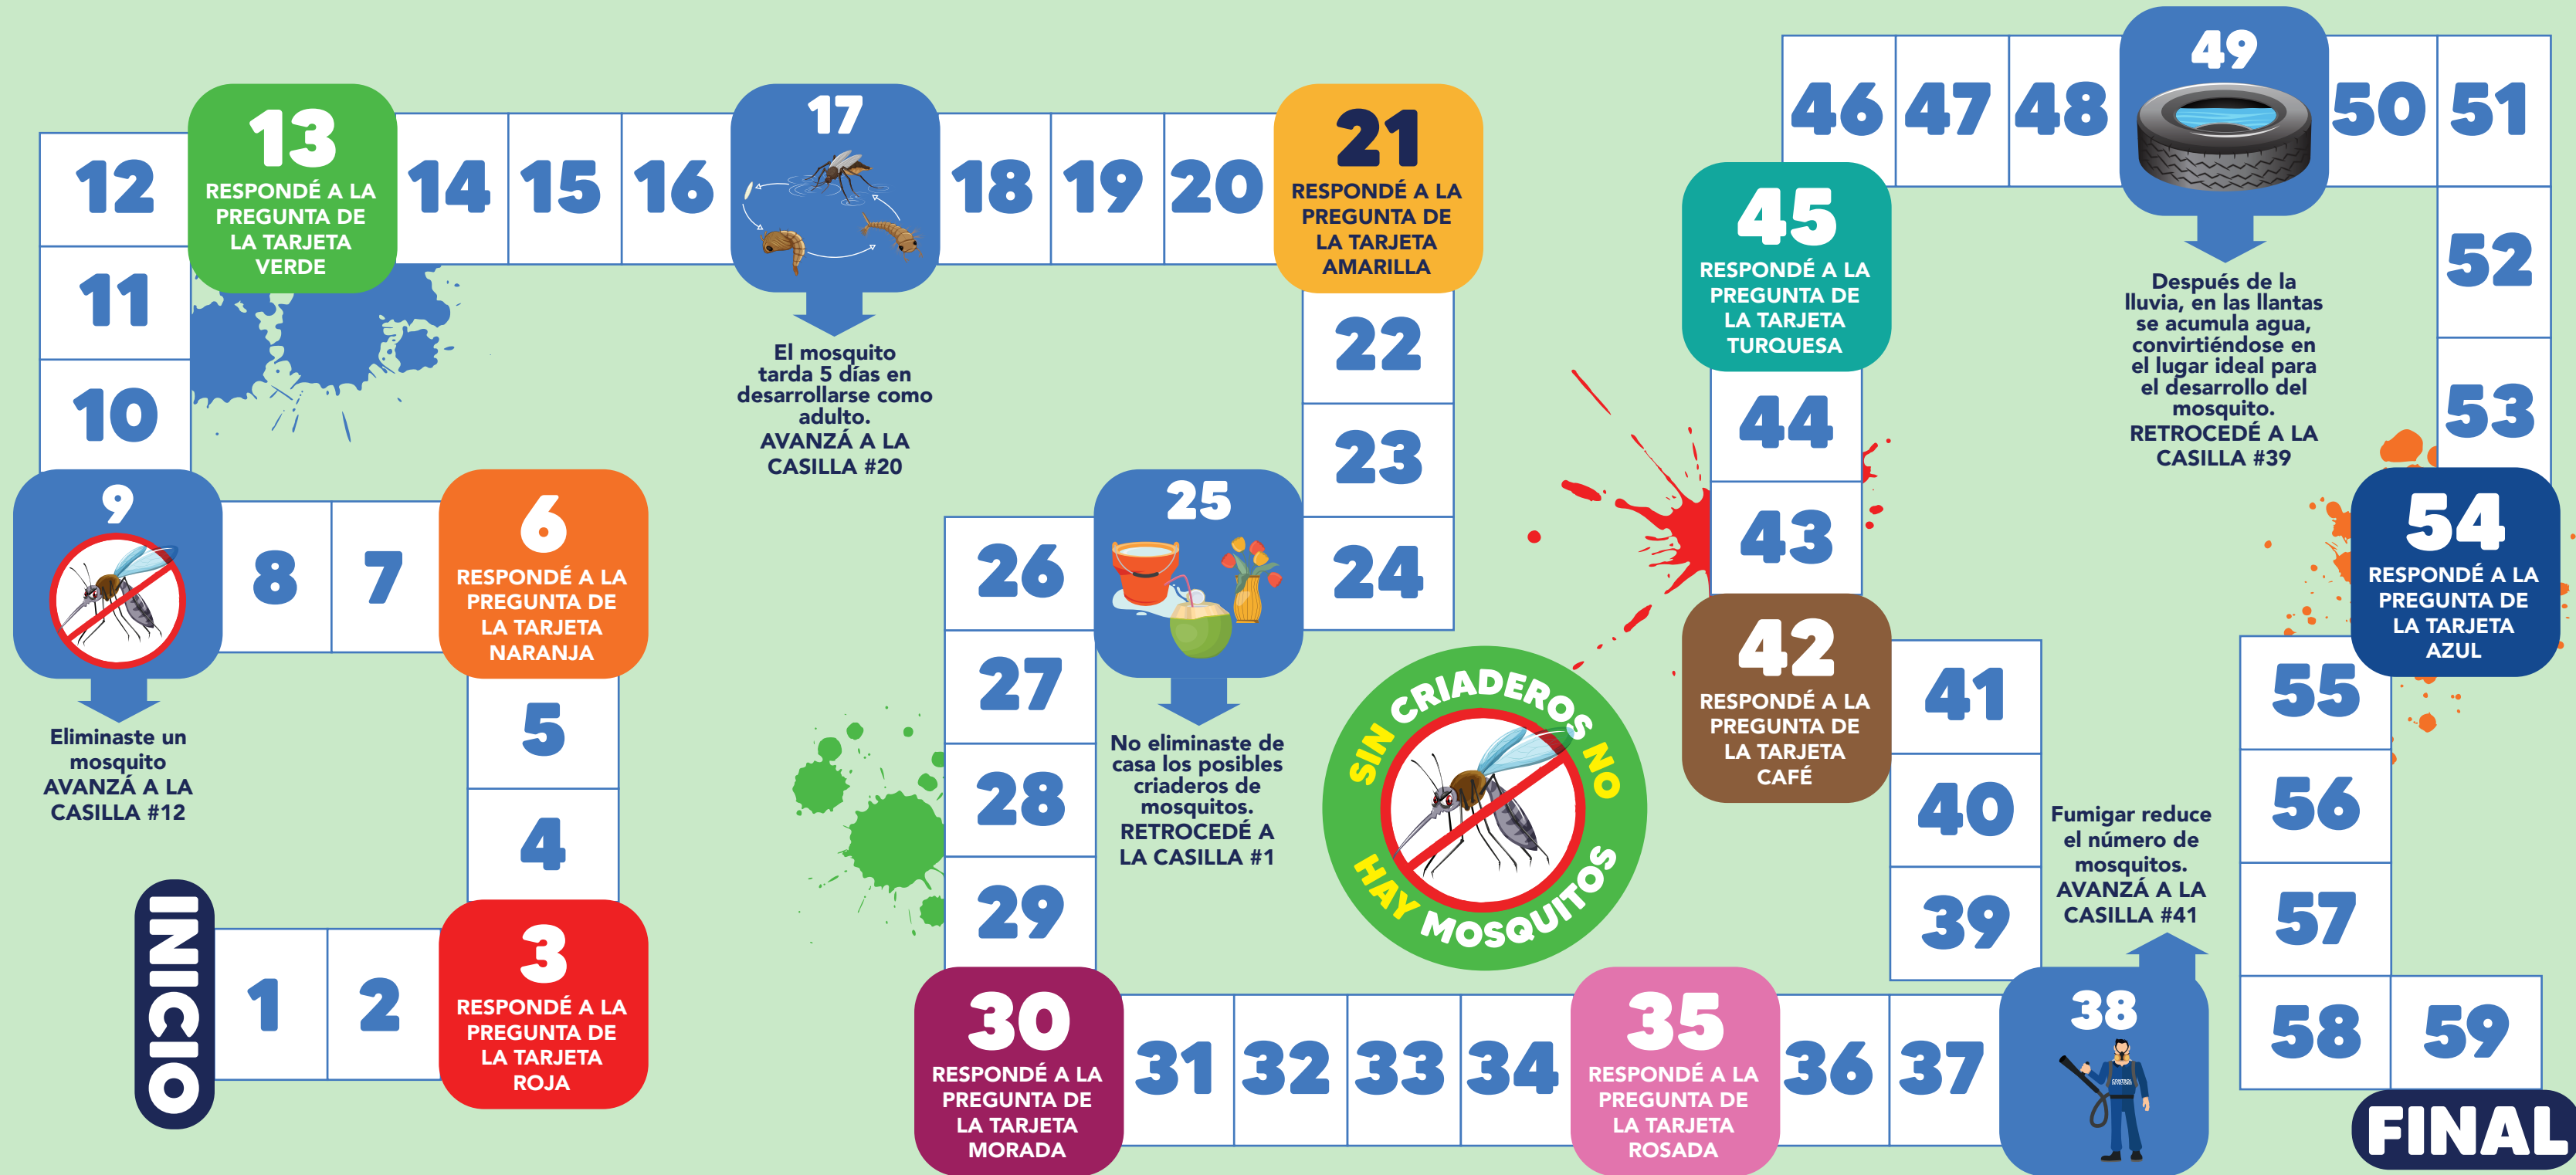 INICIO
1
2
3
RESPONDÉ A LA
PREGUNTA DE
LA TARJETA
ROJA
4
5
6
RESPONDÉ A LA
PREGUNTA DE
LA TARJETA
NARANJA
7
8
9
Eliminaste un
mosquito
AVANZÁ A LA
CASILLA #12
10
11
12
13
RESPONDÉ A LA
PREGUNTA DE
LA TARJETA
VERDE
14
15
16
17
El mosquito
tarda 5 días en
desarrollarse como
adulto.
AVANZÁ A LA
CASILLA #20
18
19
20
21
RESPONDÉ A LA
PREGUNTA DE
LA TARJETA
AMARILLA
22
23
24
25
No eliminaste de
casa los posibles
criaderos de
mosquitos.
RETROCEDÉ A
LA CASILLA #1
26
27
28
29
30
RESPONDÉ A LA
PREGUNTA DE
LA TARJETA
MORADA
31
32
33
34
35
RESPONDÉ A LA
PREGUNTA DE
LA TARJETA
ROSADA
36
37
38
Fumigar reduce
el número de
mosquitos.
AVANZÁ A LA
CASILLA #41
39
40
41
42
RESPONDÉ A LA
PREGUNTA DE
LA TARJETA
CAFÉ
43
44
45
RESPONDÉ A LA
PREGUNTA DE
LA TARJETA
TURQUESA
46
47
48
49
Después de la
lluvia, en las llantas
se acumula agua,
convirtiéndose en
el lugar ideal para
el desarrollo del
mosquito.
RETROCEDÉ A LA
CASILLA #39
50
51
52
53
54
RESPONDÉ A LA
PREGUNTA DE
LA TARJETA
AZUL
55
56
57
58
59
FINAL
SIN CRIADEROS NO
HAY MOSQUITOS